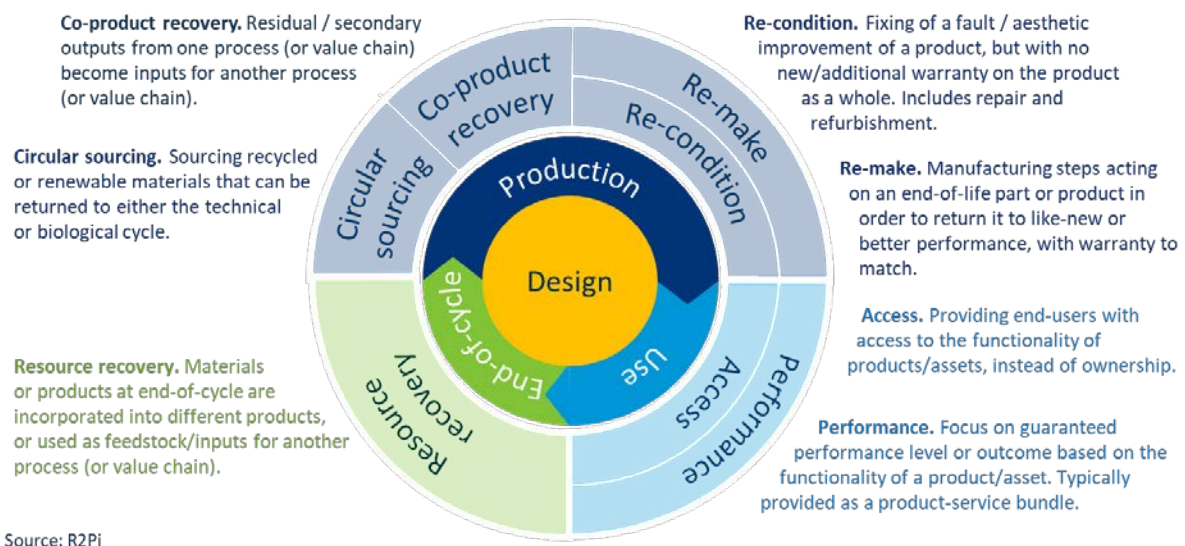 Co-product recovery. Residual / secondary
outputs from one process (or value chain)
become inputs for another process
(or value chain).
Circular sourcing. Sourcing recycled
or renewable materials that can be
returned to either the technical
or biological cycle.
Resource recovery. Materials
or products at end-of-cycle are
incorporated into different products,
or used as feedstock/inputs for another
process (or value chain).
Source: R2Pi
Co-product
recovery
Circular
sourcing
Re-make
Re-condition
Production
Design
End-of-cycle
Use
Resource
recovery
Access
Performance
Re-condition. Fixing of a fault / aesthetic
improvement of a product, but with no
new/additional warranty on the product
as a whole. Includes repair and
refurbishment.
Re-make. Manufacturing steps acting
on an end-of-life part or product in
order to return it to like-new or
better performance, with warranty to
match.
Access. Providing end-users with
access to the functionality of
products/assets, instead of ownership.
Performance. Focus on guaranteed
performance level or outcome based on the
functionality of a product/asset. Typically
provided as a product-service bundle.